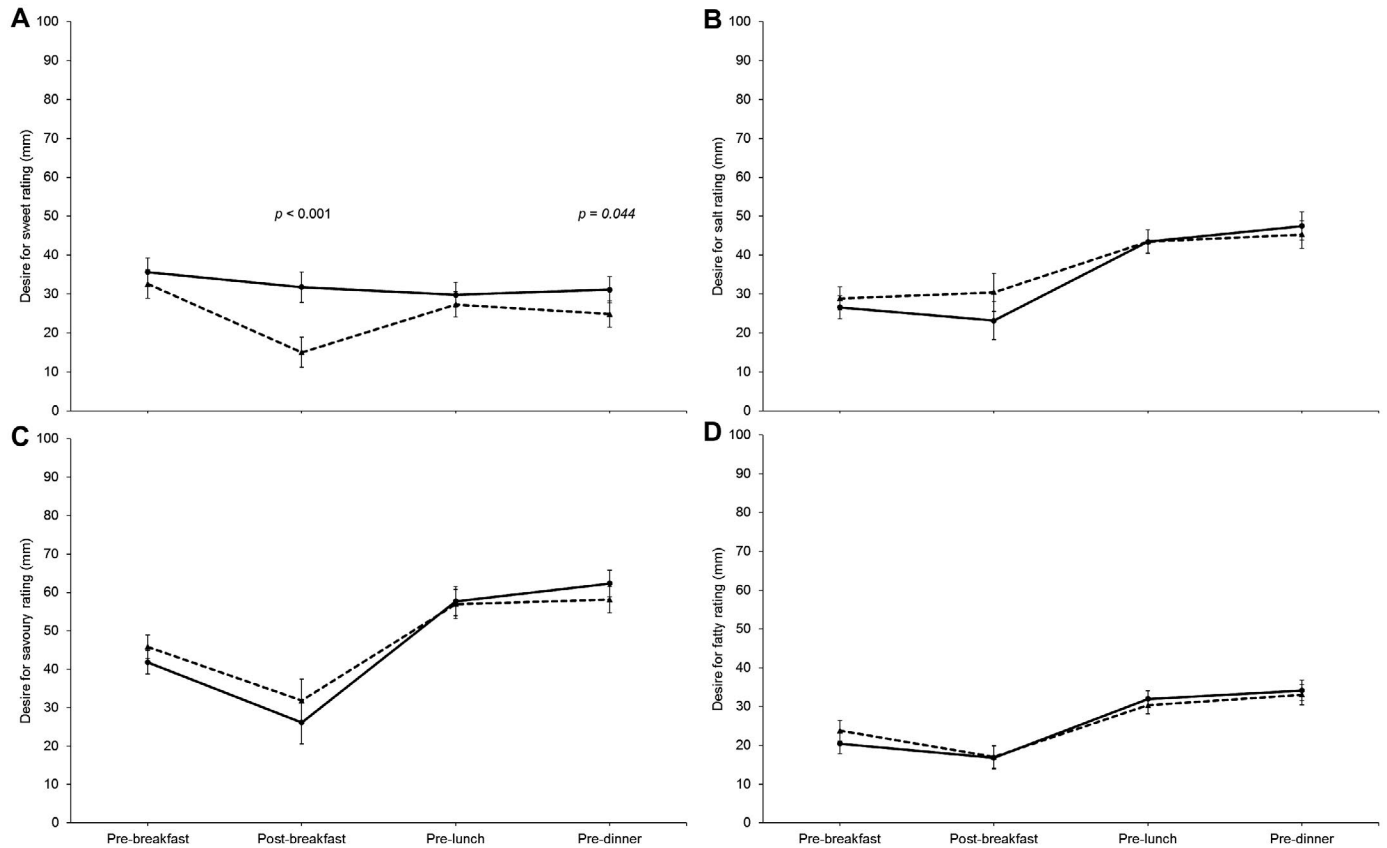 A
100
90
80
70
60
50
40
30
20
10
0
Desire for sweet rating (mm)
p < 0.001
p = 0.044
B
100
90
80
70
60
50
40
30
20
10
0
Desire for salt rating (mm)
C
100
90
80
70
60
50
40
30
20
10
0
Desire for savoury rating (mm)
Pre-breakfast
Post-breakfast
Pre-lunch
Pre-dinner
D
100
90
80
70
60
50
40
30
20
10
0
Desire for fatty rating (mm)
Pre-breakfast
Post-breakfast
Pre-lunch
Pre-dinner